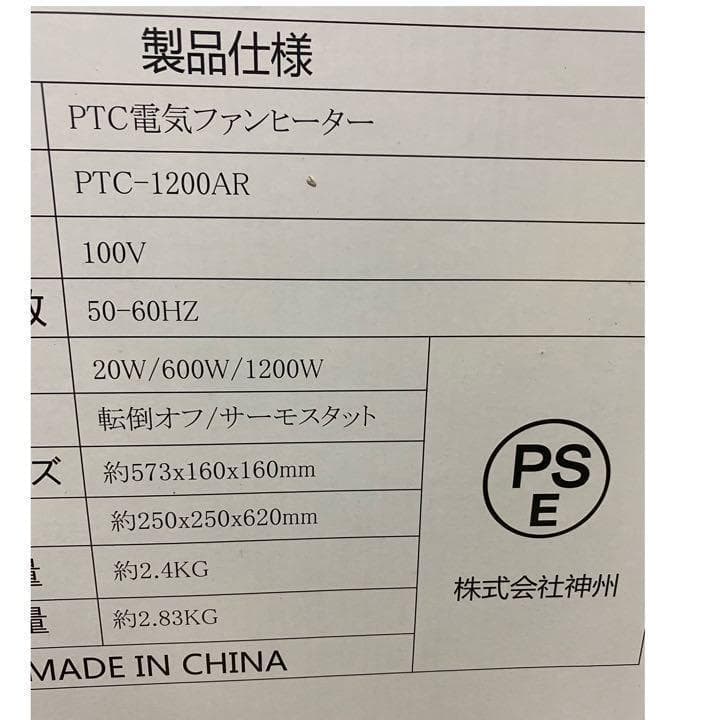 製品仕様
PTC電気ファンヒーター
PTC-1200AR
100V
数 50-60HZ
20W/600W/1200W
転倒オフ/サーモスタット
ズ 約573x160x160mm
約250x250x620mm
量 約2.4KG
量 約2.83KG
MADE IN CHINA
PS
E
株式会社神州